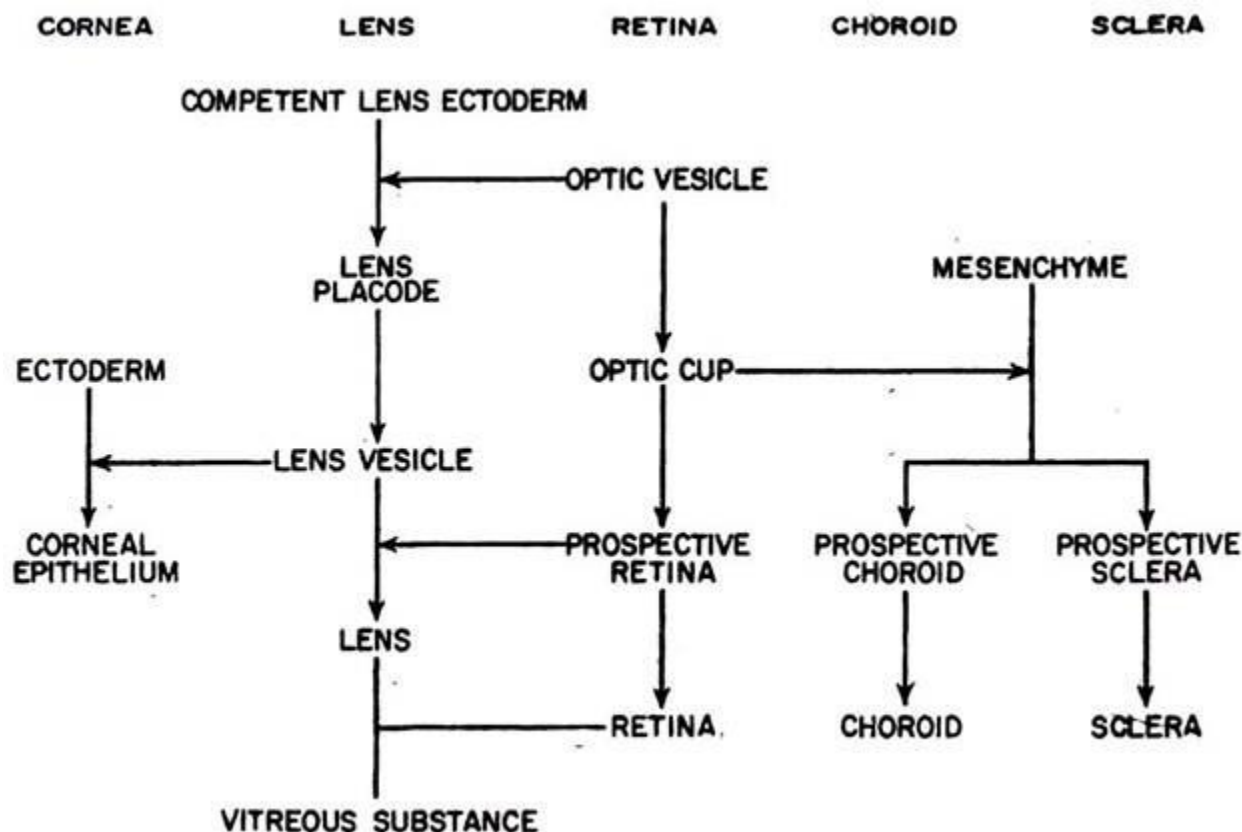 CORNEA LENS RETINA CHOROID SCLERA
COMPETENT LENS ECTODERM
OPTIC VESICLE
LENS
PLACODE
MESENCHYME
ECTODERM
OPTIC CUP
LENS VESICLE
CORNEAL
EPITHELIUM
PROSPECTIVE
RETINA
PROSPECTIVE
CHOROID
PROSPECTIVE
SCLERA
LENS
RETINA
CHOROID
SCLERA
VITREOUS SUBSTANCE